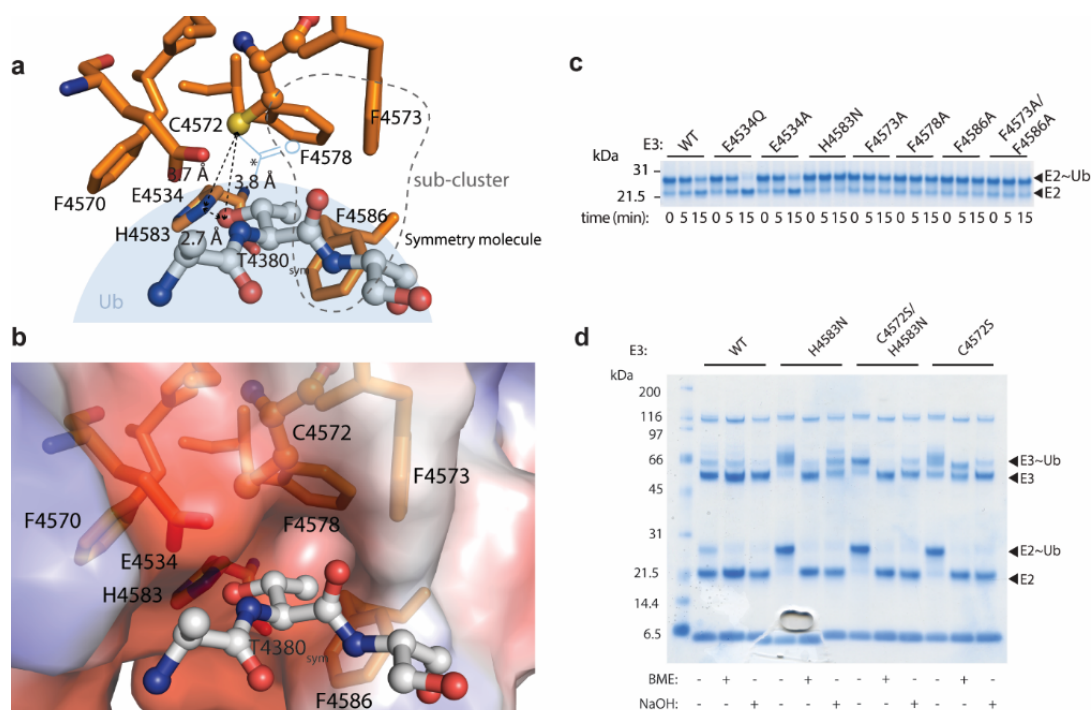 a
C4572
F4573
F4578
3.7 Å
3.8 Å
*
F4570
E4534
sub-cluster
H4583
F4586
Symmetry molecule
2.7 Å
T4380sym
Ub
b
C4572
F4573
F4570
F4578
E4534
H4583
T4380sym
F4586
c
E3: WT E4534Q E4534A H4583N F4573A F4578A F4586A F4573A/F4586A
kDa
31
E2~Ub
21.5
E2
time(min): 0 5 15 0 5 15 0 5 15 0 5 15 0 5 15 0 5 15 0 5 15 0 5 15
d
E3: WT H4583N C4572S/H4583N C4572S
kDa
200
116
97
66
E3~Ub
E3
45
31
E2~Ub
21.5
E2
14.4
6.5
BME: - + - - + - - + - - + -
NaOH: - - + - - + - - + - - +